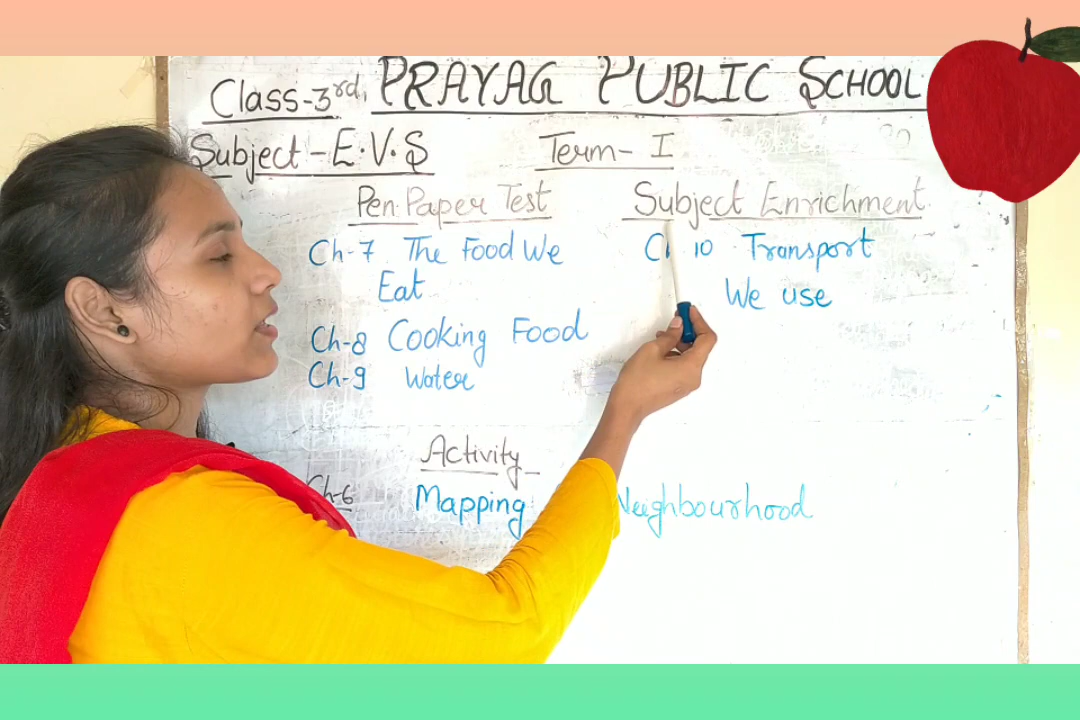 Class-3rd, PRAYAG PUBLIC SCHOOL
Subject - E.V.S Term- I
Pen-Paper Test
Ch-7 The Food We
Eat
Ch-8 Cooking Food
Ch-9 Water
Subject Enrichment
Ch 10 Transport
We use
Activity
Ch-6 Mapping Neighbourhood